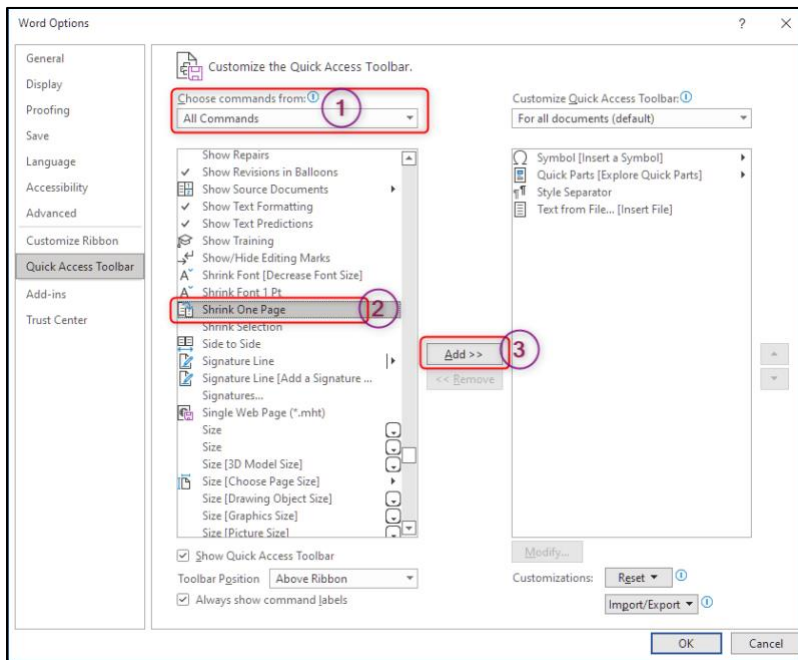 Word Options
?
General
Display
Proofing
Save
Language
Accessibility
Advanced
Customize Ribbon
Quick Access Toolbar
Add-ins
Trust Center
Customize the Quick Access Toolbar.
Choose commands from:
1
All Commands
Show Repairs
Show Revisions in Balloons
Show Source Documents
Show Text Formatting
Show Text Predictions
Show Training
Show/Hide Editing Marks
Shrink Font [Decrease Font Size]
Shrink Font 1 Pt
Shrink One Page
2
Shrink Selection
Side to Side
Signature Line
Signature Line [Add a Signature ...
Signatures...
Single Web Page (*.mht)
Size
Size
Size [3D Model Size]
Size [Choose Page Size]
Size [Drawing Object Size]
Size [Graphics Size]
Size [Picture Size]
Show Quick Access Toolbar
Toolbar Position
Above Ribbon
Always show command labels
Add >>
3
<< Remove
Customize Quick Access Toolbar:
For all documents (default)
Symbol [Insert a Symbol]
Quick Parts [Explore Quick Parts]
Style Separator
Text from File... [Insert File]
Modify...
Customizations:
Reset
Import/Export
OK
Cancel